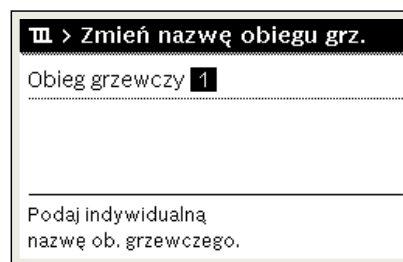 > Zmień nazwę obiegu grz.
Obieg grzewczy 1
Podaj indywidualną
nazwę ob. grzewczego.